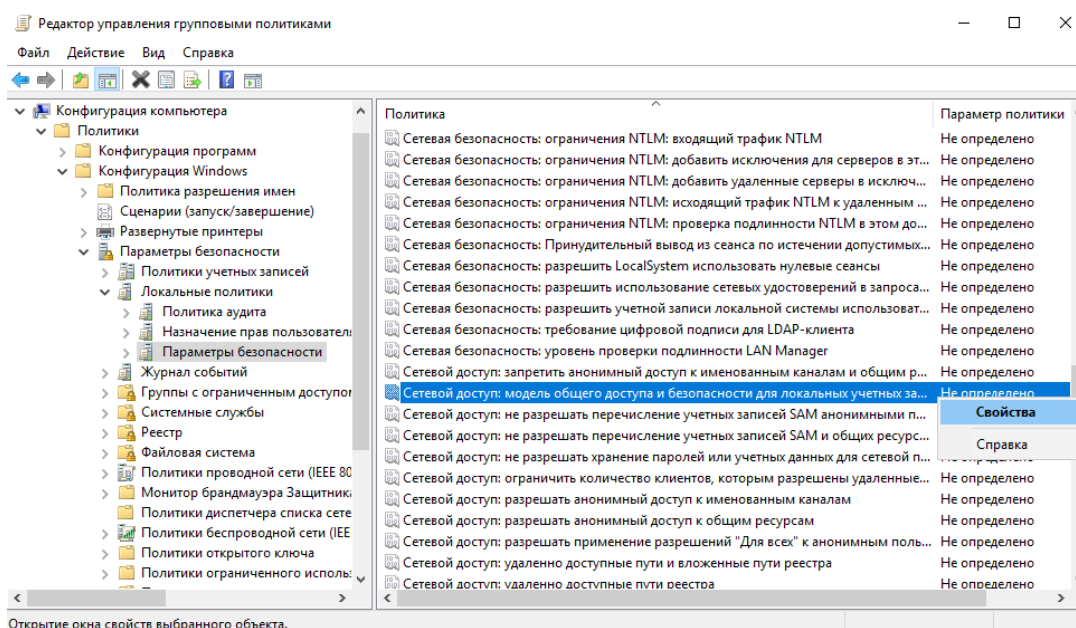 Редактор управления групповыми политиками
Файл Действие Вид Справка
Конфигурация компьютера
Политики
Конфигурация программ
Конфигурация Windows
Политика разрешения имен
Сценарии (запуск/завершение)
Развернутые принтеры
Параметры безопасности
Политики учетных записей
Локальные политики
Политика аудита
Назначение прав пользовател
Параметры безопасности
Журнал событий
Группы с ограниченным доступо
Системные службы
Реестр
Файловая система
Политики проводной сети (IEEE 80
Монитор брандмауэра Защитник
Политики диспетчера списка сете
Политики беспроводной сети (IEE
Политики открытого ключа
Политики ограниченного исполь
Политика Параметр политики
Сетевая безопасность: ограничения NTLM: входящий трафик NTLM Не определено
Сетевая безопасность: ограничения NTLM: добавить исключения для серверов в эт... Не определено
Сетевая безопасность: ограничения NTLM: добавить удаленные серверы в исключ... Не определено
Сетевая безопасность: ограничения NTLM: исходящий трафик NTLM к удаленным ... Не определено
Сетевая безопасность: ограничения NTLM: проверка подлинности NTLM в этом до... Не определено
Сетевая безопасность: Принудительный вывод из сеанса по истечении допустимых... Не определено
Сетевая безопасность: разрешить LocalSystem использовать нулевые сеансы Не определено
Сетевая безопасность: разрешить использование сетевых удостоверений в запроса... Не определено
Сетевая безопасность: разрешить учетной записи локальной системы использоват... Не определено
Сетевая безопасность: требование цифровой подписи для LDAP-клиента Не определено
Сетевая безопасность: уровень проверки подлинности LAN Manager Не определено
Сетевой доступ: запретить анонимный доступ к именованным каналам и общим р... Не определено
Сетевой доступ: модель общего доступа и безопасности для локальных учетных за... Не определено
Сетевой доступ: не разрешать перечисление учетных записей SAM анонимными п...
Сетевой доступ: не разрешать перечисление учетных записей SAM и общих ресурс...
Сетевой доступ: не разрешать хранение паролей или учетных данных для сетевой п... Не определено
Сетевой доступ: ограничить количество клиентов, которым разрешены удаленные... Не определено
Сетевой доступ: разрешать анонимный доступ к именованным каналам Не определено
Сетевой доступ: разрешать анонимный доступ к общим ресурсам Не определено
Сетевой доступ: разрешать применение разрешений "Для всех" к анонимным поль... Не определено
Сетевой доступ: удаленно доступные пути и вложенные пути реестра Не определено
Сетевой доступ: удаленно доступные пути реестра Не определено
Свойства
Справка
Открытие окна свойств выбранного объекта.